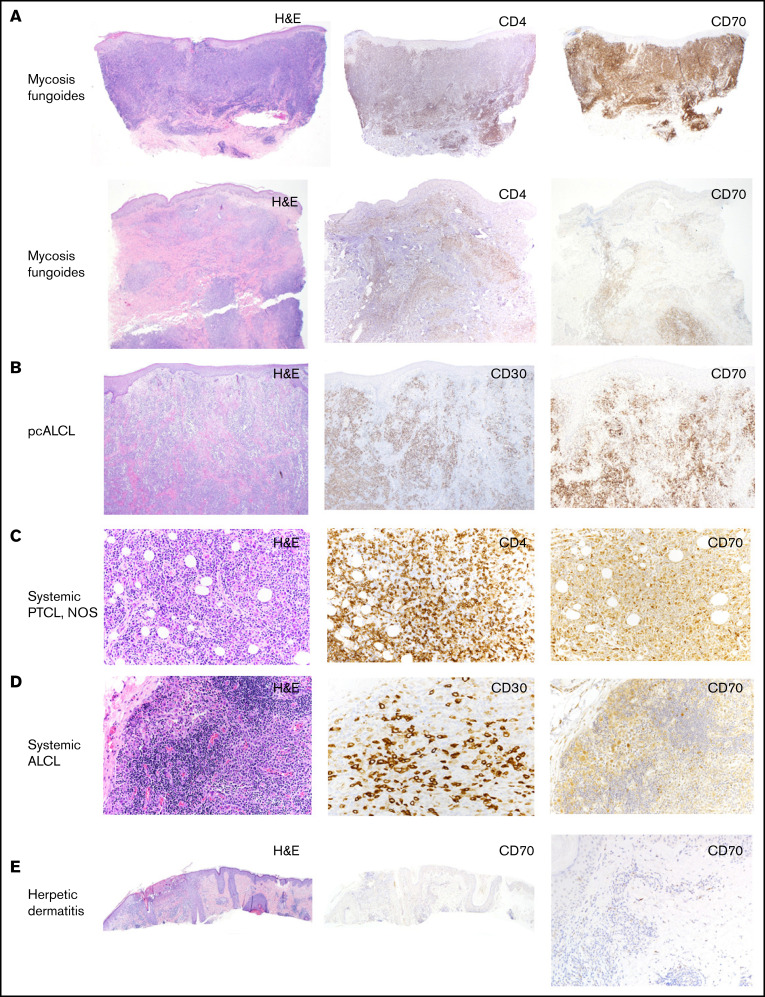 A
H&E
CD4
CD70
Mycosis
fungoides
H&E
CD4
CD70
Mycosis
fungoides
B
H&E
CD30
CD70
pcALCL
C
H&E
CD4
CD70
Systemic
PTCL, NOS
D
H&E
CD30
CD70
Systemic
ALCL
E
H&E
CD70
CD70
Herpetic
dermatitis